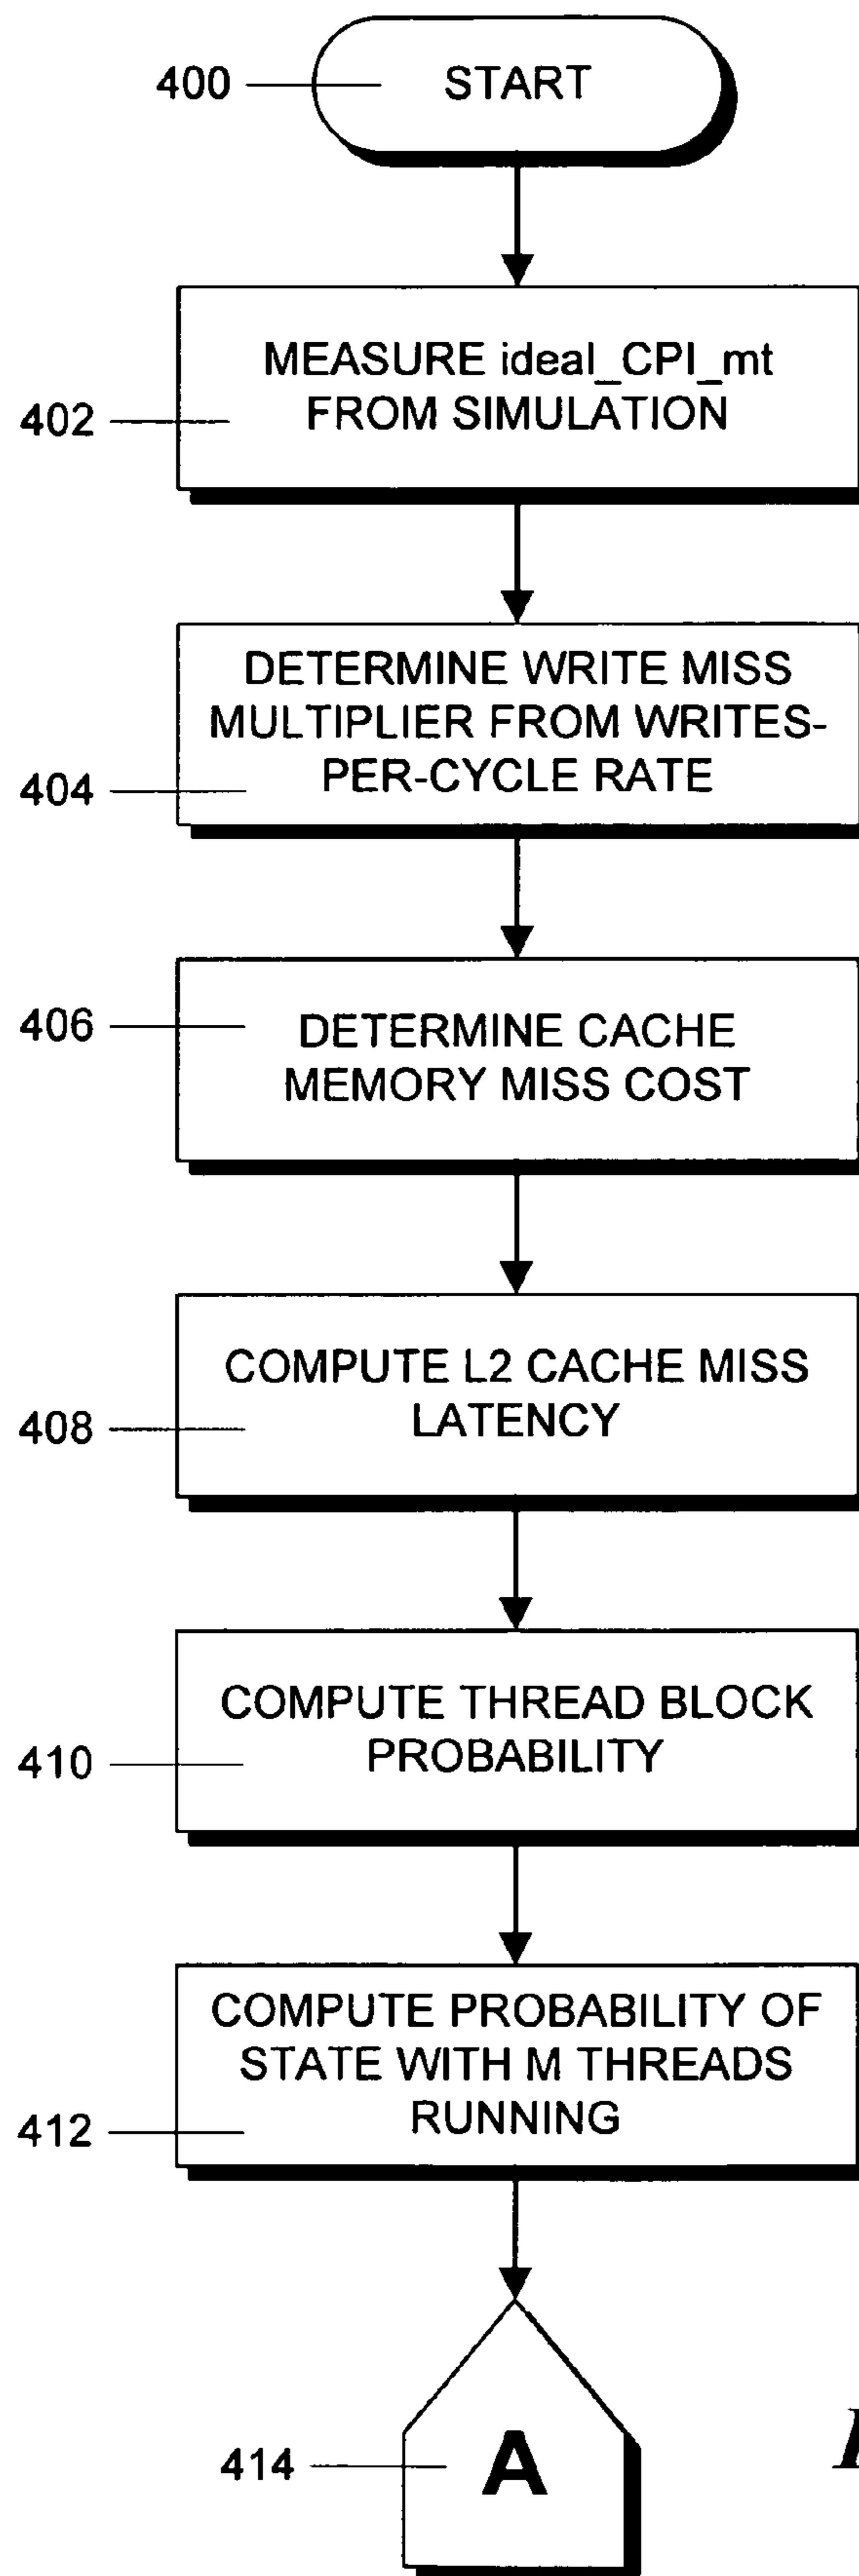 400 START
MEASURE ideal_CPI_mt
402 FROM SIMULATION
DETERMINE WRITE MISS
MULTIPLIER FROM WRITES-
404 PER-CYCLE RATE
406 DETERMINE CACHE
MEMORY MISS COST
COMPUTE L2 CACHE MISS
408 LATENCY
COMPUTE THREAD BLOCK
410 PROBABILITY
COMPUTE PROBABILITY OF
STATE WITH M THREADS
412 RUNNING
414 A